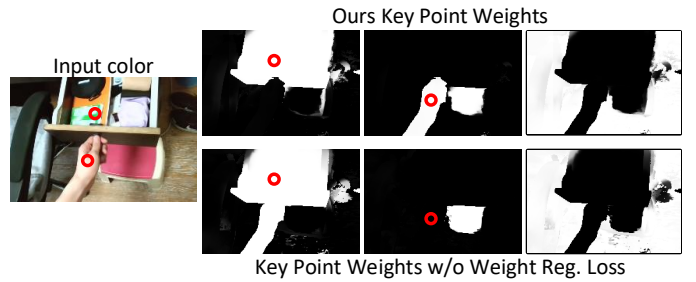 Ours Key Point Weights
Input color
Key Point Weights w/o Weight Reg. Loss